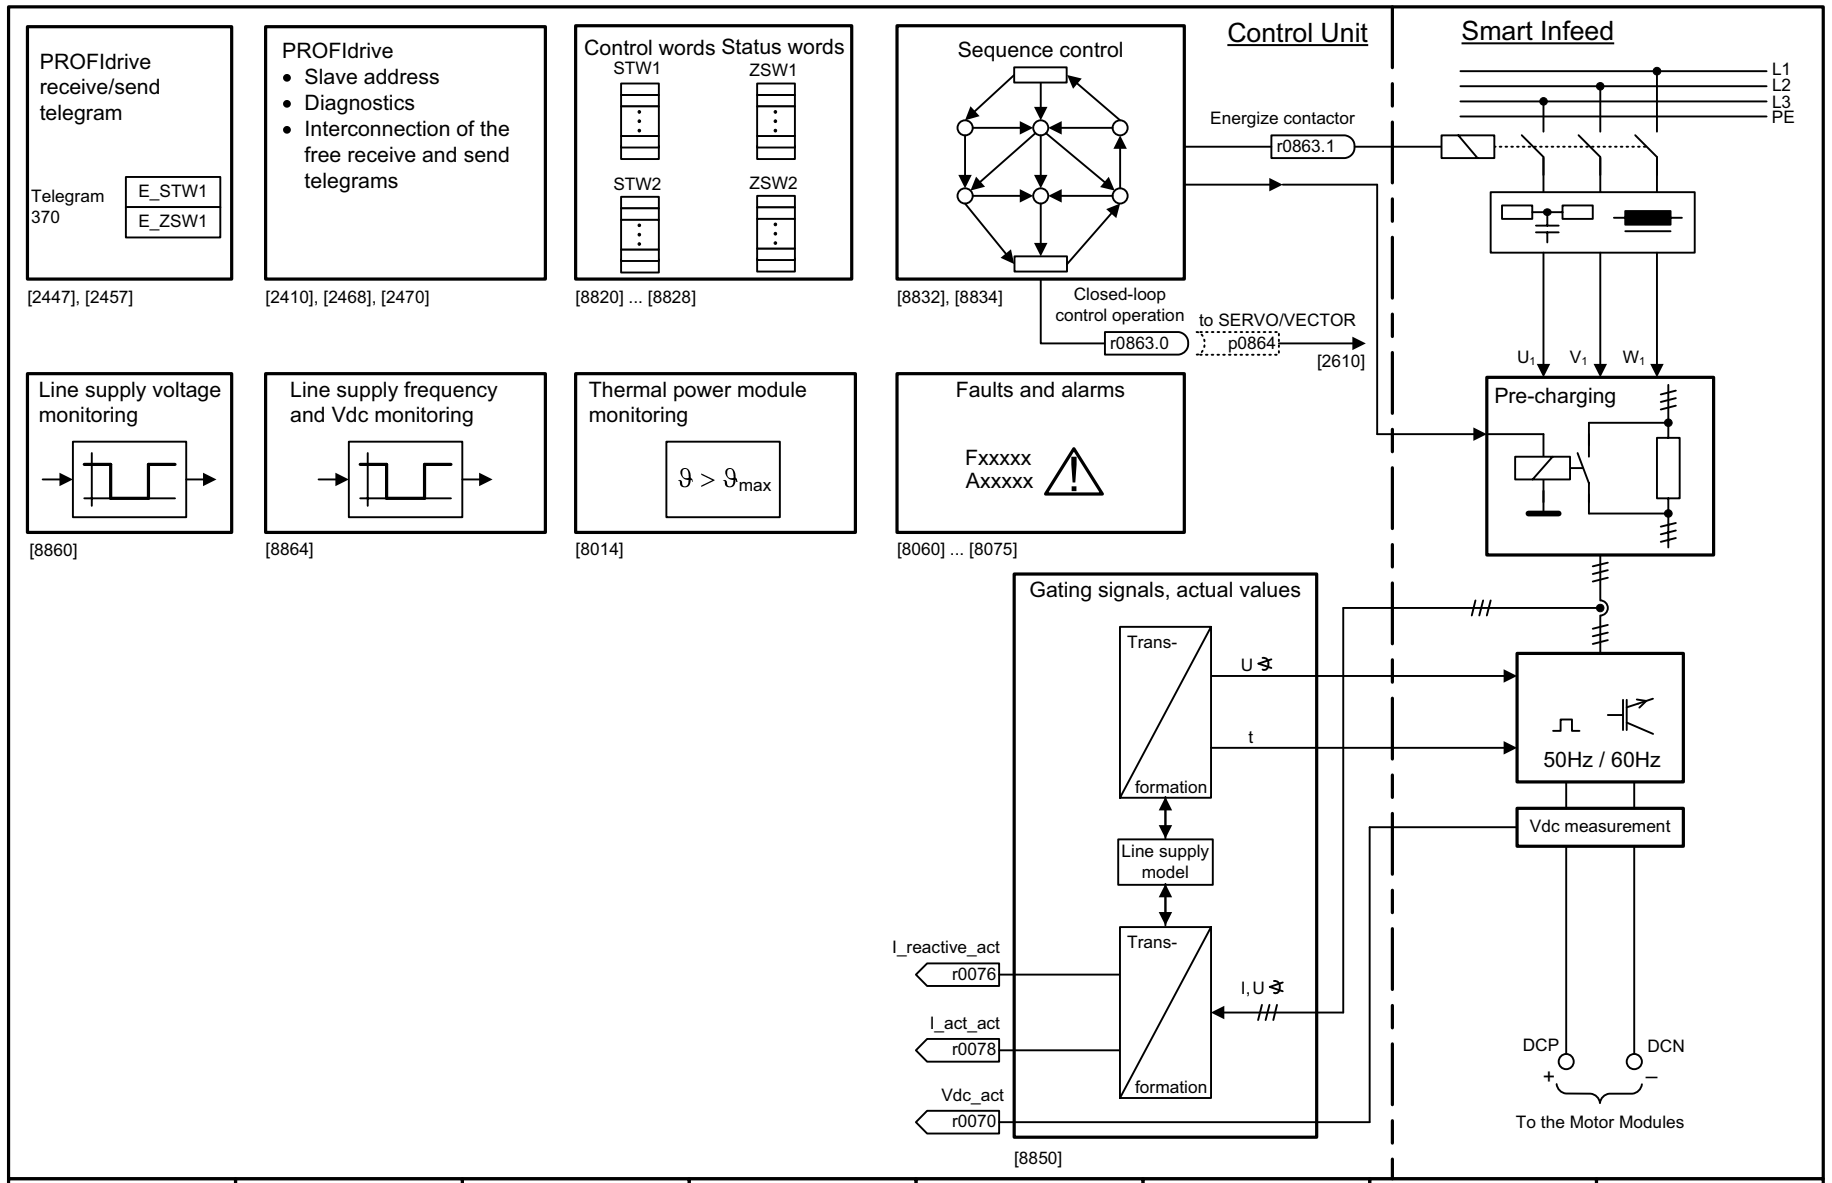 PROFIdrive
receive/send
telegram
Telegram
370
E_STW1
E_ZSW1
[2447], [2457]
PROFIdrive
• Slave address
• Diagnostics
• Interconnection of the
free receive and send
telegrams
[2410], [2468], [2470]
Control words Status words
STW1 ZSW1
STW2 ZSW2
[8820] ... [8828]
Sequence control
[8832], [8834]
Control Unit
Smart Infeed
L1
L2
L3
PE
Energize contactor
r0863.1
Closed-loop
control operation
r0863.0
to SERVO/VECTOR
p0864
[2610]
U1 V1 W1
Line supply voltage
monitoring
[8860]
Line supply frequency
and Vdc monitoring
[8864]
Thermal power module
monitoring
ϑ > ϑmax
[8014]
Faults and alarms
Fxxxxx
Axxxxx
!
[8060] ... [8075]
Pre-charging
Gating signals, actual values
Trans-
formation
U ∢
t
50Hz / 60Hz
Vdc measurement
Line supply
model
Trans-
formation
I_reactive_act
r0076
I,U ∢
I_act_act
r0078
Vdc_act
r0070
[8850]
DCP DCN
+ –
To the Motor Modules